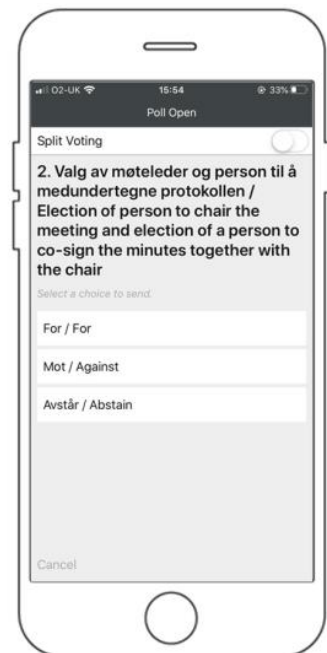 O2-UK 15:54 33%
Poll Open
Split Voting
2. Valg av møteleder og person til å
medundertegne protokollen /
Election of person to chair the
meeting and election of a person to
co-sign the minutes together with
the chair
Select a choice to send.
For / For
Mot / Against
Avstår / Abstain
Cancel